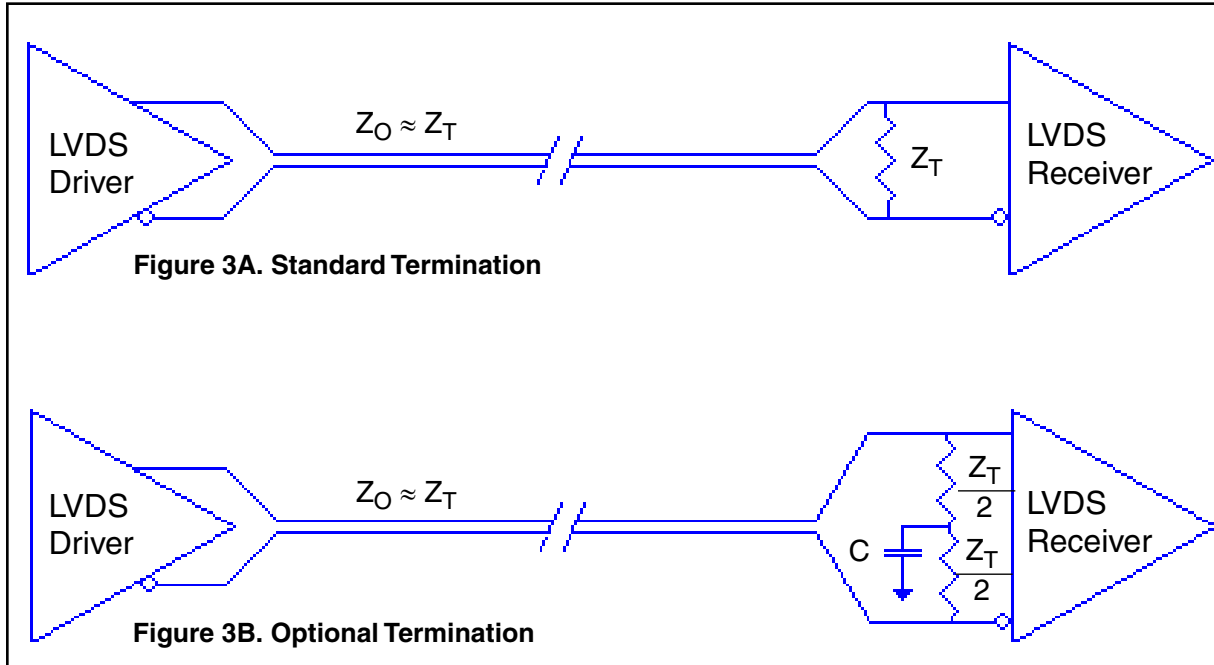 Z_O ≈ Z_T
LVDS
Driver
Z_T
LVDS
Receiver
Figure 3A. Standard Termination
Z_O ≈ Z_T
LVDS
Driver
Z_T
2
C
Z_T
2
LVDS
Receiver
Figure 3B. Optional Termination